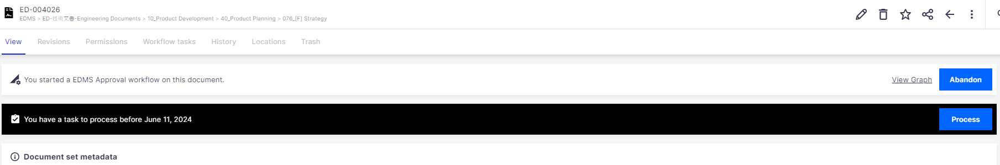 ED-004026
EDMS > ED-技術文書-Engineering Documents > 10_Product Development > 40_Product Planning > 076_[F] Strategy
View Revisions Permissions Workflow tasks History Locations Trash
You started a EDMS Approval workflow on this document. View Graph Abandon
You have a task to process before June 11, 2024 Process
Document set metadata